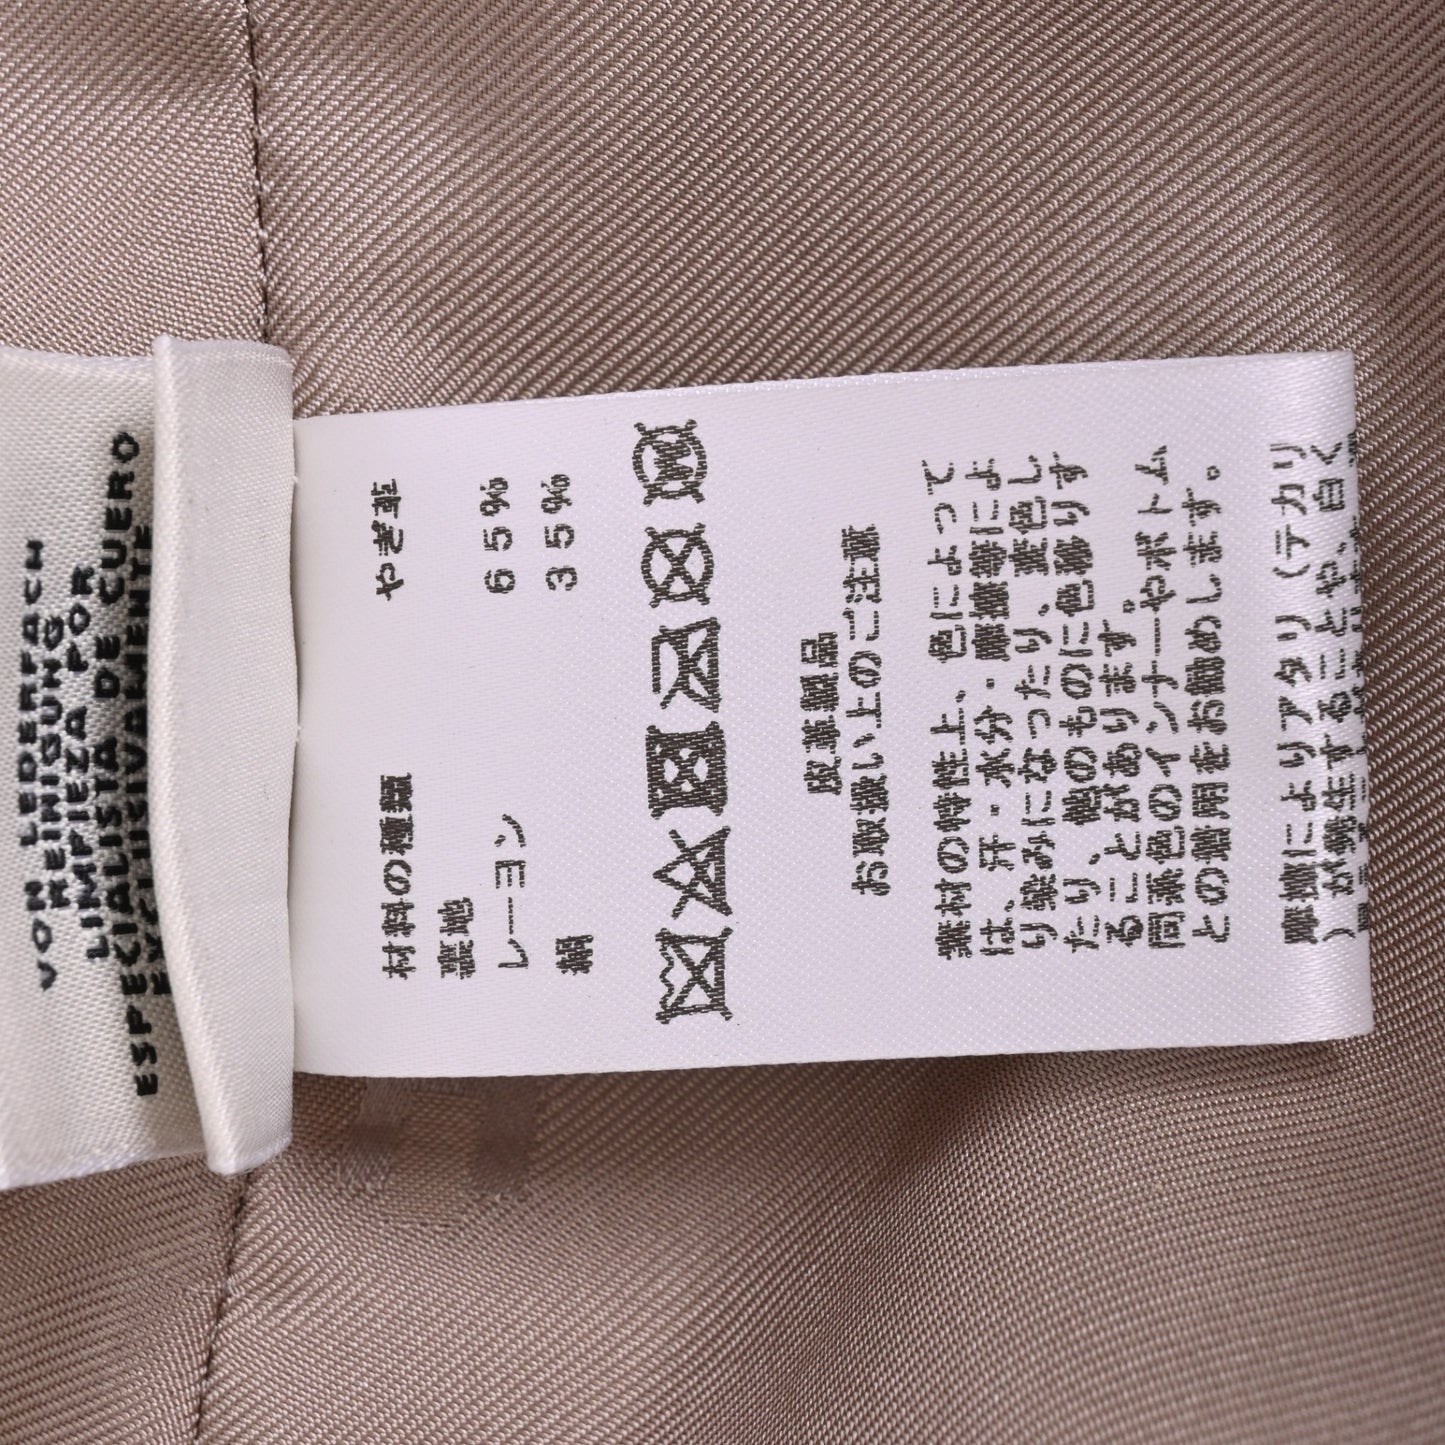 VON LEDERFACH
REINIGUNG
LIMPIEZA POR
ESPECIALISTA DE CUERO
EXCLUSIVAMENTE
材料の種類 やぎ革
裏地
レーヨン 65%
絹 35%
皮革製品
お取扱い上のご注意
素材の特性上、色によって
は、汗・水分・摩擦等によ
り染みになったり、変色し
たり、他のものに色移りす
ることがあります。
同系色のインナーやボトム
との着用をお勧めします。
摩擦によりアタリ(テカリ
)が発生することや、白く